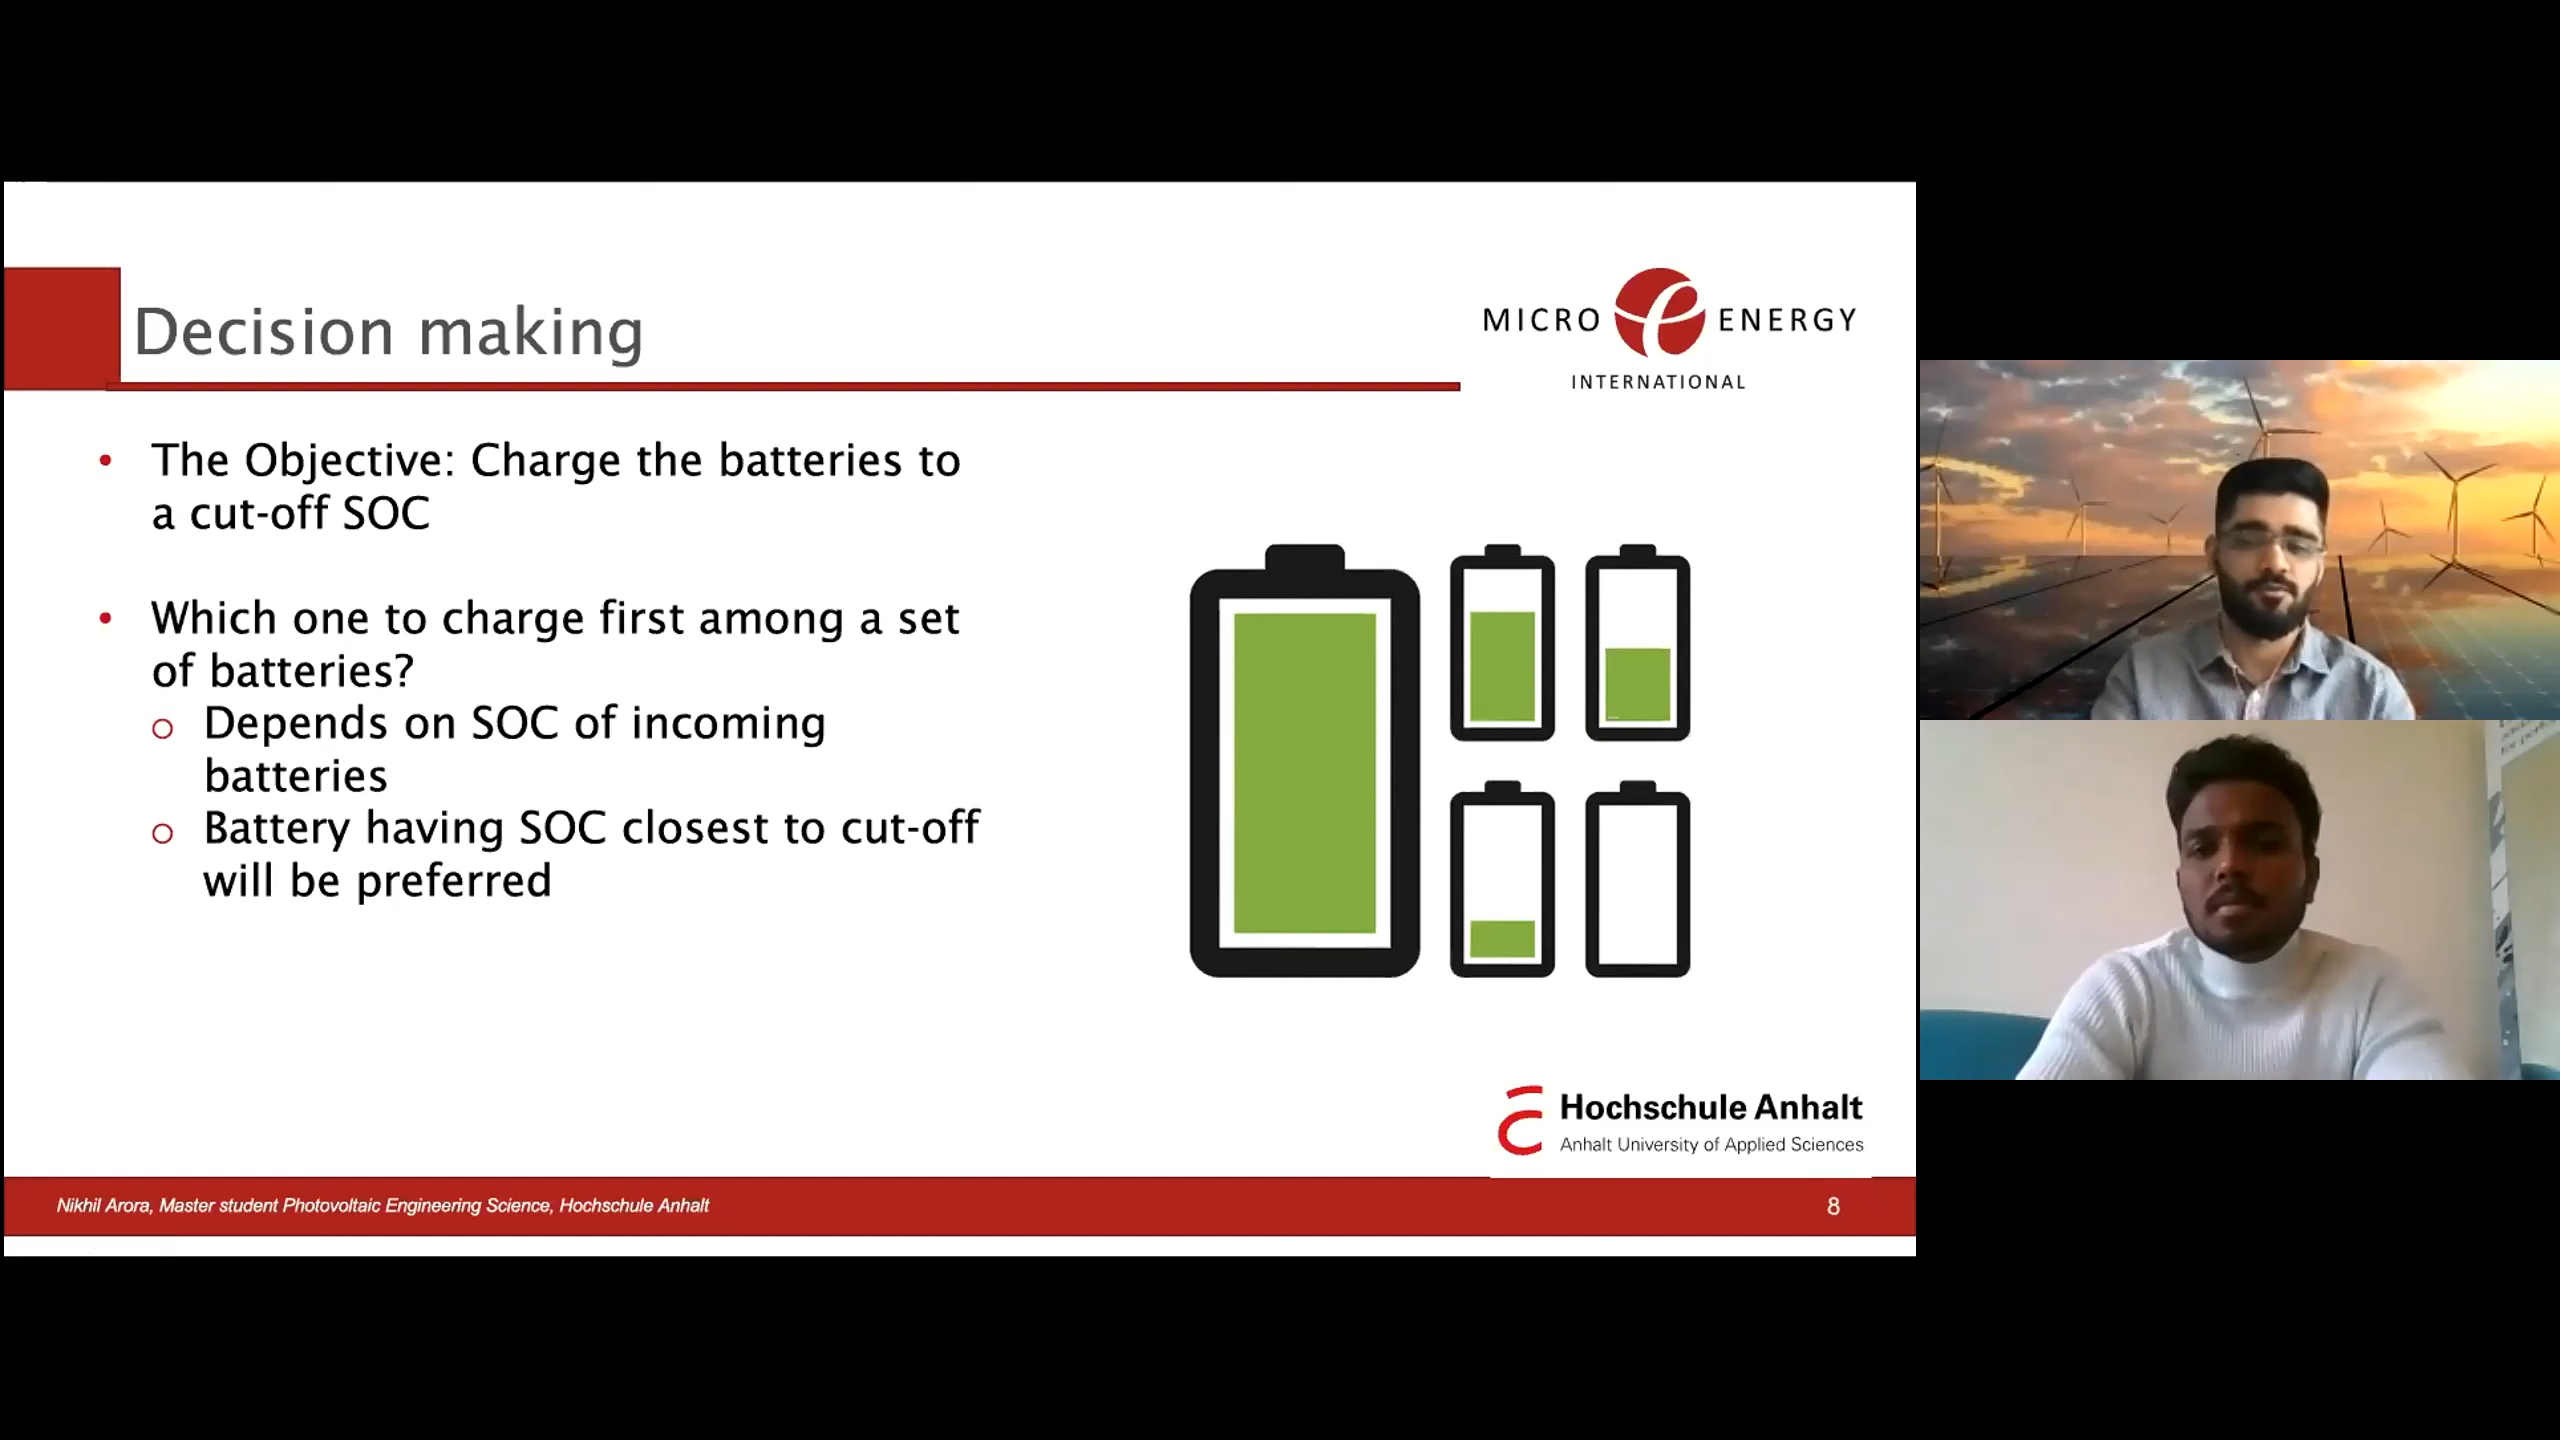 Decision making
MICRO ENERGY
INTERNATIONAL
• The Objective: Charge the batteries to
a cut-off SOC
• Which one to charge first among a set
of batteries?
o Depends on SOC of incoming
batteries
o Battery having SOC closest to cut-off
will be preferred
Hochschule Anhalt
Anhalt University of Applied Sciences
Nikhil Arora, Master student Photovoltaic Engineering Science, Hochschule Anhalt
8